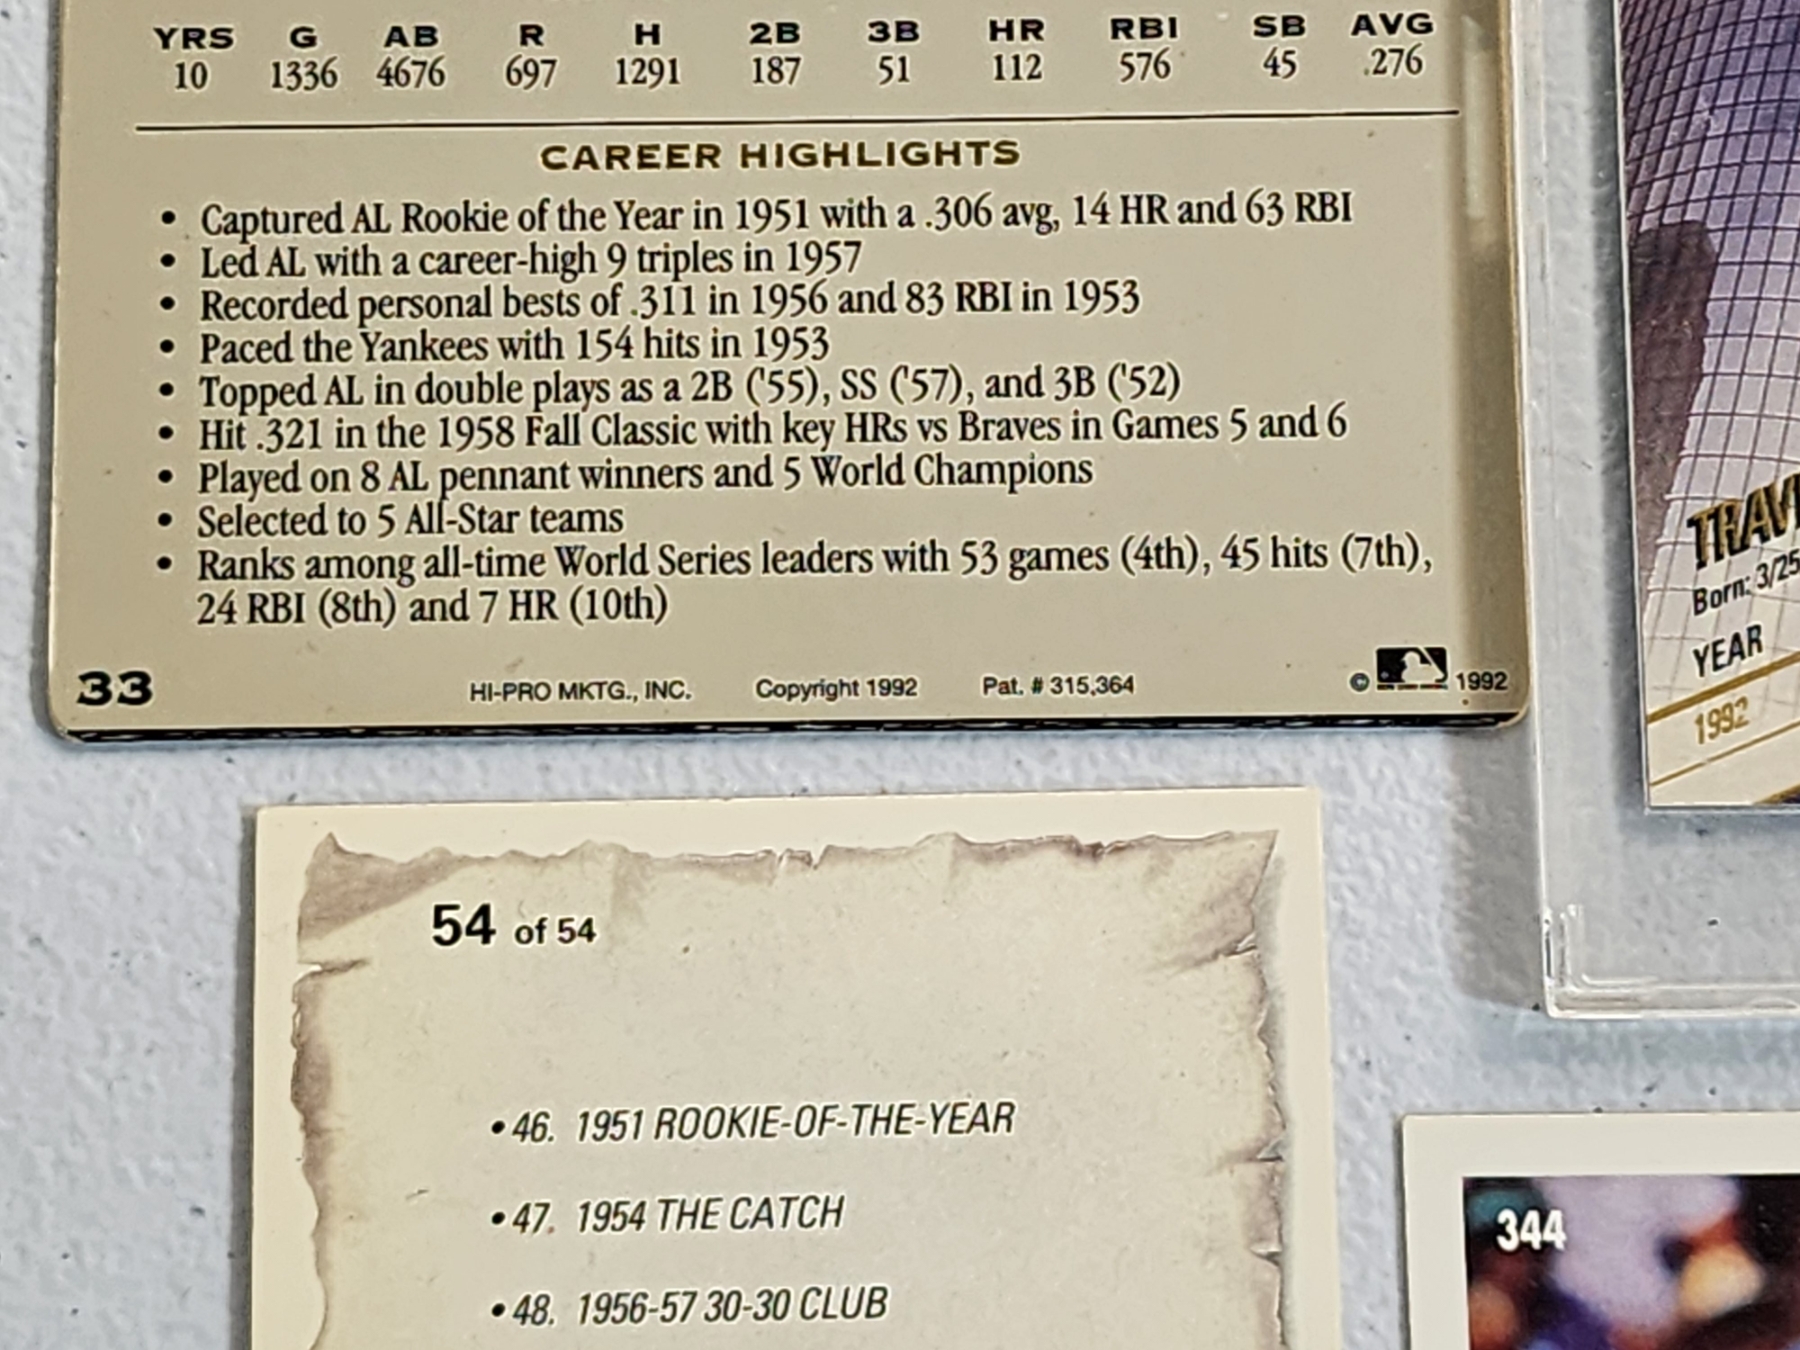 YRS G AB R H 2B 3B HR RBI SB AVG
10 1336 4676 697 1291 187 51 112 576 45 .276
CAREER HIGHLIGHTS
• Captured AL Rookie of the Year in 1951 with a .306 avg, 14 HR and 63 RBI
• Led AL with a career-high 9 triples in 1957
• Recorded personal bests of .311 in 1956 and 83 RBI in 1953
• Paced the Yankees with 154 hits in 1953
• Topped AL in double plays as a 2B ('55), SS ('57), and 3B ('52)
• Hit .321 in the 1958 Fall Classic with key HRs vs Braves in Games 5 and 6
• Played on 8 AL pennant winners and 5 World Champions
• Selected to 5 All-Star teams
• Ranks among all-time World Series leaders with 53 games (4th), 45 hits (7th),
24 RBI (8th) and 7 HR (10th)
33 HI-PRO MKTG., INC. Copyright 1992 Pat. # 315,364 © 1992
TRAV
Born: 3/25
YEAR
1992
54 of 54
• 46. 1951 ROOKIE-OF-THE-YEAR
• 47. 1954 THE CATCH
• 48. 1956-57 30-30 CLUB
344